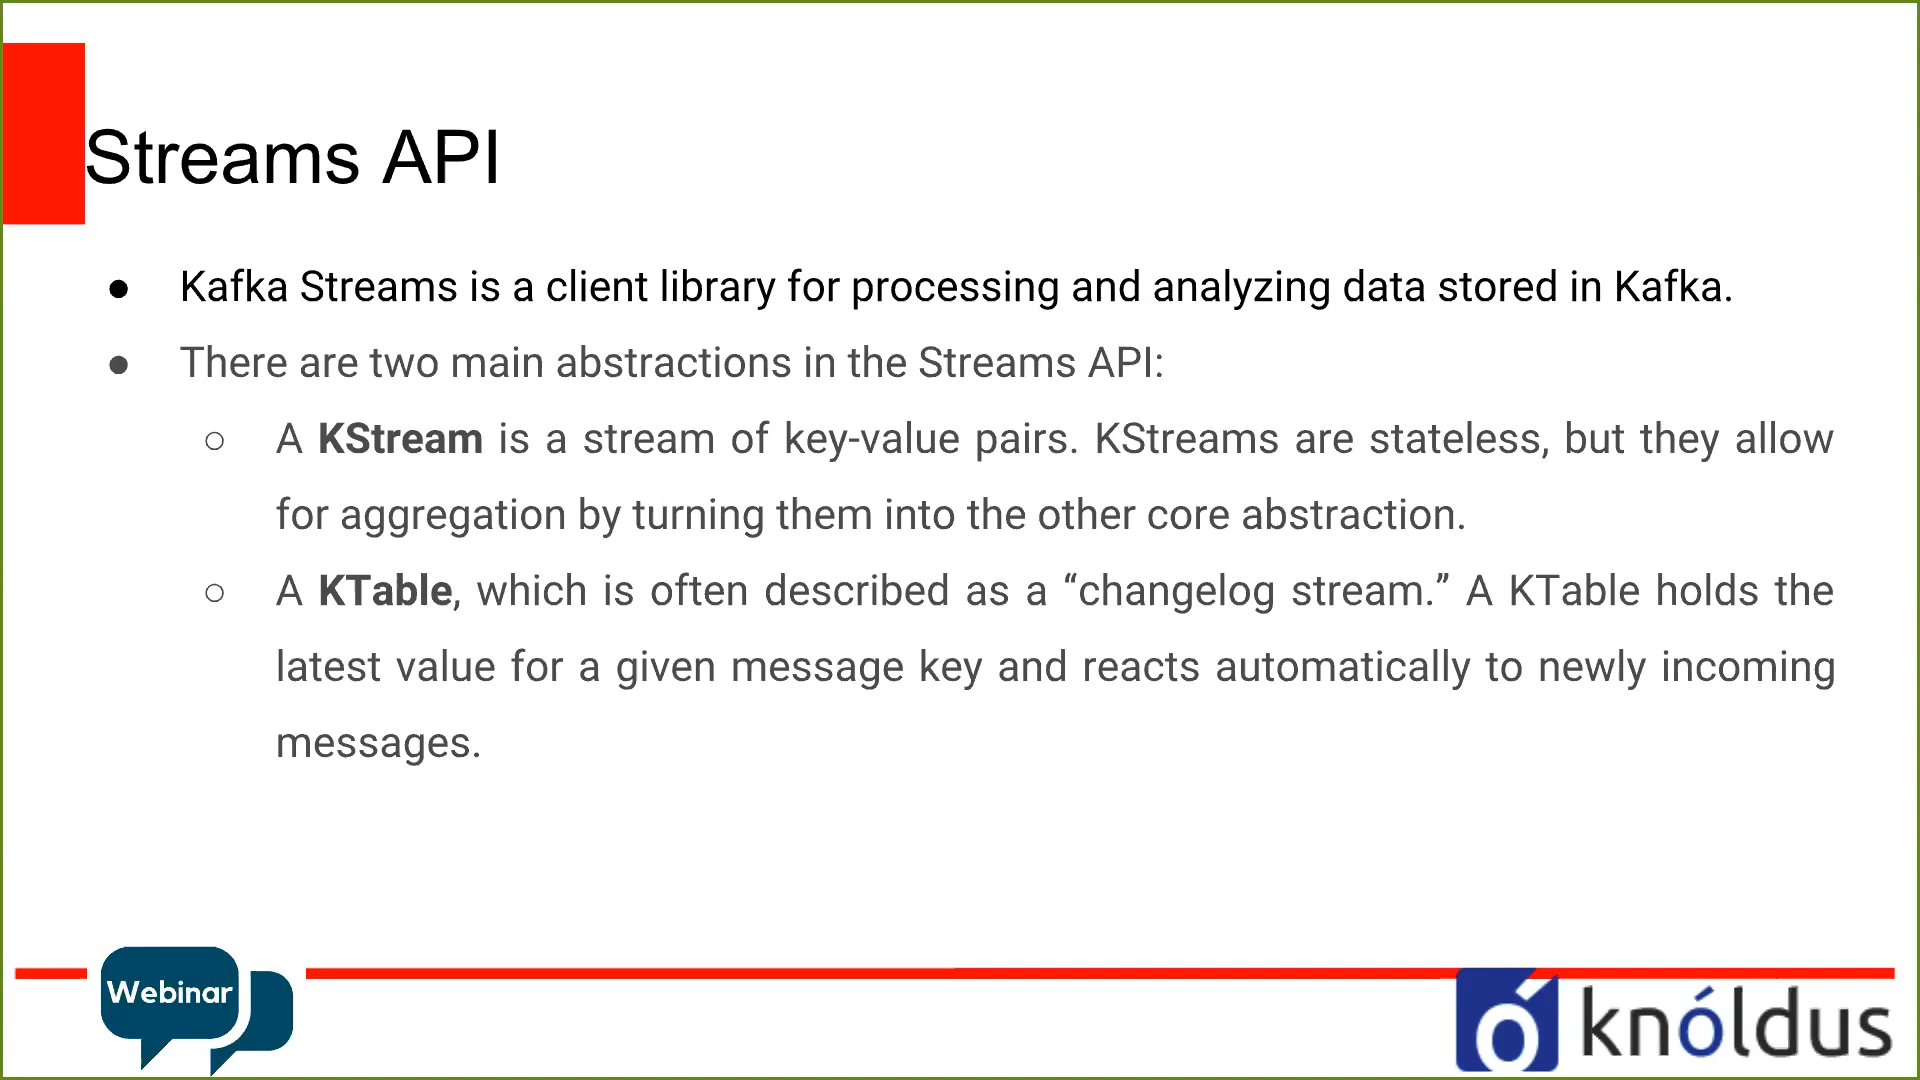 Streams API
● Kafka Streams is a client library for processing and analyzing data stored in Kafka.
● There are two main abstractions in the Streams API:
○ A KStream is a stream of key-value pairs. KStreams are stateless, but they allow
for aggregation by turning them into the other core abstraction.
○ A KTable, which is often described as a “changelog stream.” A KTable holds the
latest value for a given message key and reacts automatically to newly incoming
messages.
Webinar
knóldus